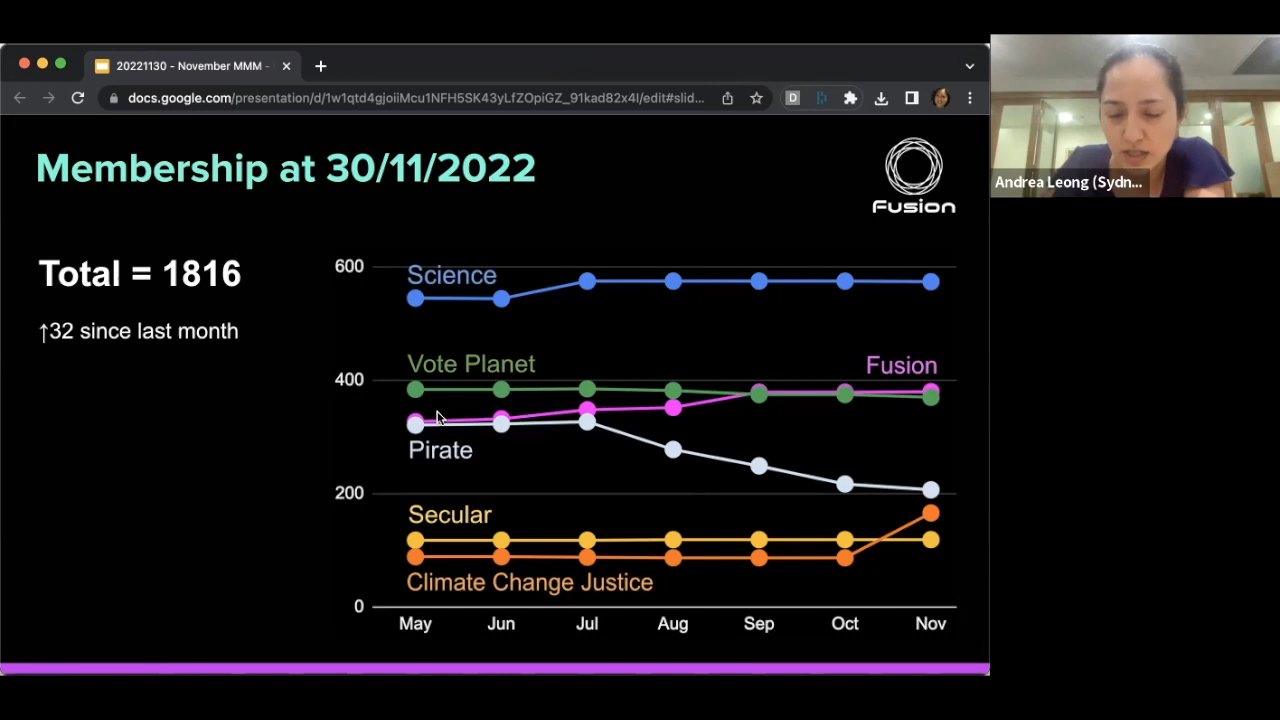 20221130 - November MMM -
docs.google.com/presentation/d/1w1qtd4gjoiiMcu1NFH5SK43yLfZOpiGZ_91kad82x4I/edit#slid...
D
Membership at 30/11/2022
Fusion
Andrea Leong (Sydn...
Total = 1816
↑32 since last month
600
Science
Vote Planet
Fusion
400
Pirate
200
Secular
Climate Change Justice
0
May Jun Jul Aug Sep Oct Nov